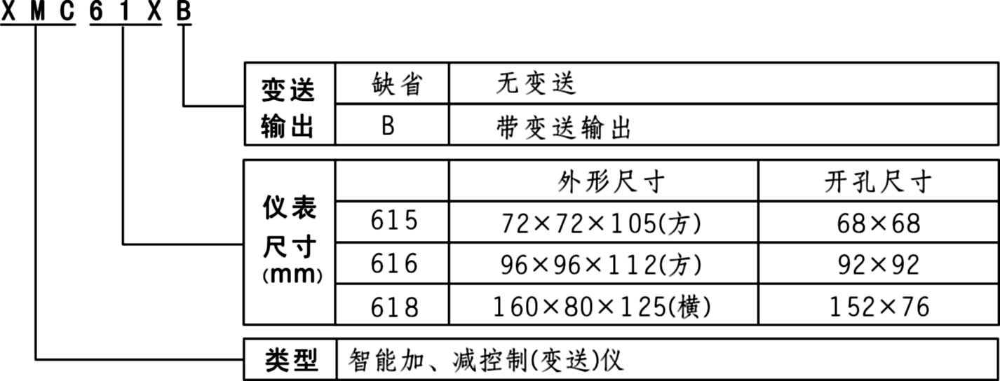 XMC61XB
变送输出 缺省 无变送
B 带变送输出
仪表尺寸(mm) 外形尺寸 开孔尺寸
615 72×72×105(方) 68×68
616 96×96×112(方) 92×92
618 160×80×125(横) 152×76
类型 智能加、减控制(变送)仪